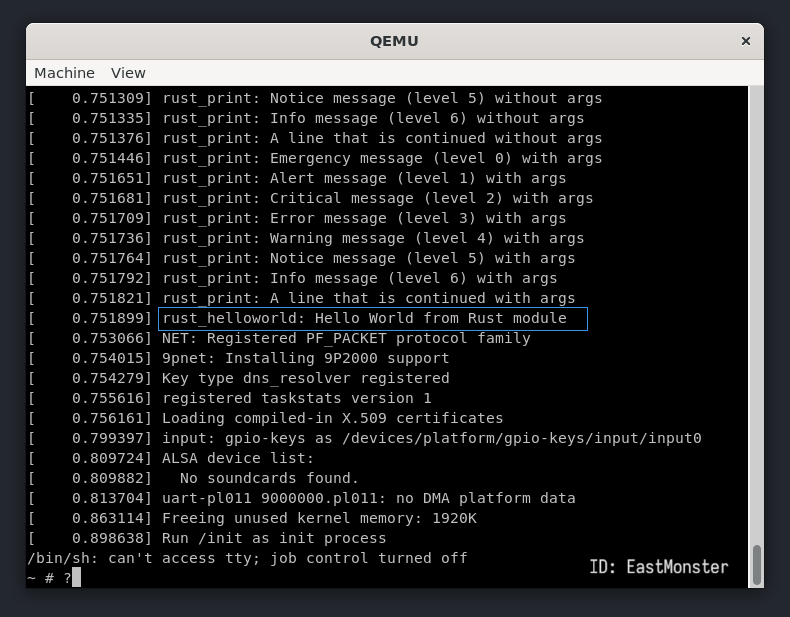 QEMU ×
Machine View
[    0.751309] rust_print: Notice message (level 5) without args
[    0.751335] rust_print: Info message (level 6) without args
[    0.751376] rust_print: A line that is continued without args
[    0.751446] rust_print: Emergency message (level 0) with args
[    0.751651] rust_print: Alert message (level 1) with args
[    0.751681] rust_print: Critical message (level 2) with args
[    0.751709] rust_print: Error message (level 3) with args
[    0.751736] rust_print: Warning message (level 4) with args
[    0.751764] rust_print: Notice message (level 5) with args
[    0.751792] rust_print: Info message (level 6) with args
[    0.751821] rust_print: A line that is continued with args
[    0.751899] rust_helloworld: Hello World from Rust module
[    0.753066] NET: Registered PF_PACKET protocol family
[    0.754015] 9pnet: Installing 9P2000 support
[    0.754279] Key type dns_resolver registered
[    0.755616] registered taskstats version 1
[    0.756161] Loading compiled-in X.509 certificates
[    0.799397] input: gpio-keys as /devices/platform/gpio-keys/input/input0
[    0.809724] ALSA device list:
[    0.809882]   No soundcards found.
[    0.813704] uart-pl011 9000000.pl011: no DMA platform data
[    0.863114] Freeing unused kernel memory: 1920K
[    0.898638] Run /init as init process
/bin/sh: can't access tty; job control turned off
~ # ?
ID: EastMonster